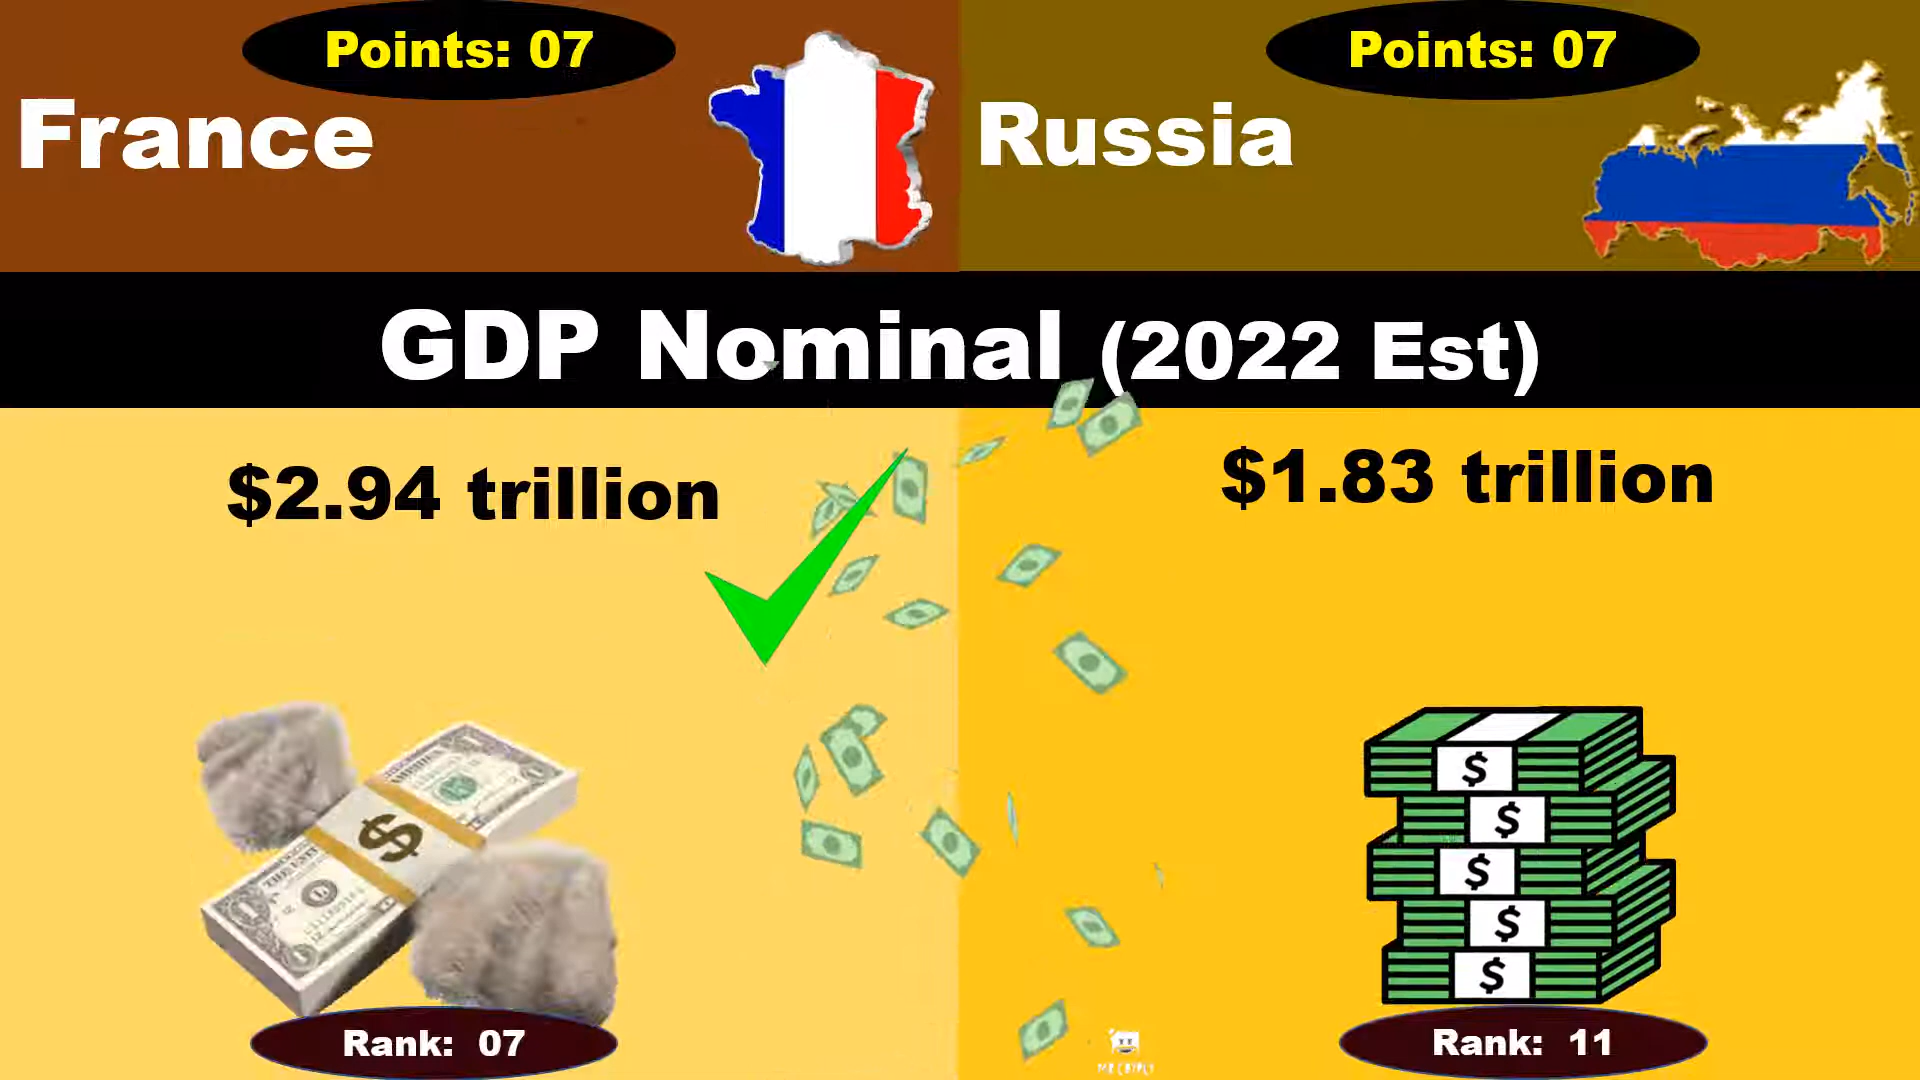 Points: 07
France
Points: 07
Russia
GDP Nominal (2022 Est)
$2.94 trillion
$1.83 trillion
$
$
$
$
$
$
Rank: 07
Rank: 11